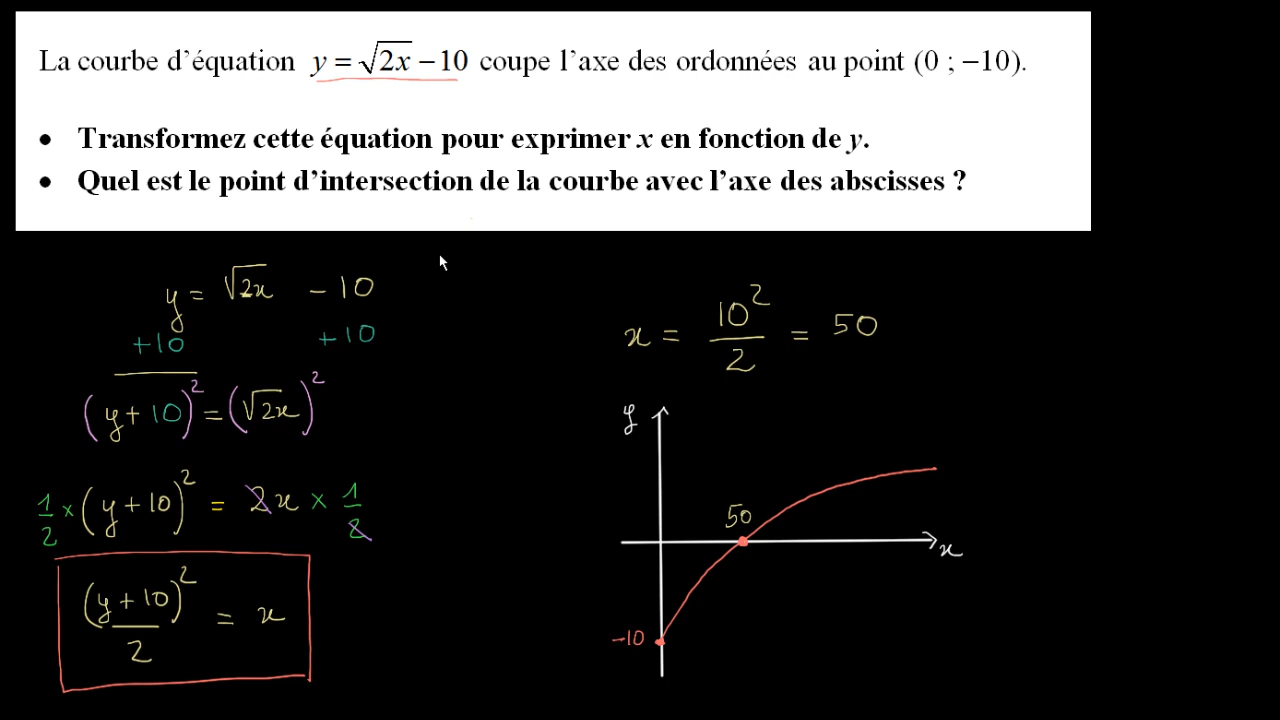 La courbe d'équation y = √2x − 10 coupe l'axe des ordonnées au point (0 ; −10).
• Transformez cette équation pour exprimer x en fonction de y.
• Quel est le point d'intersection de la courbe avec l'axe des abscisses ?
y = √2x − 10
+10 +10
(y + 10)² = (√2x)²
1/2 × (y + 10)² = 2x × 1/2
(y + 10)²/2 = x
x = 10²/2 = 50
y
50
x
−10